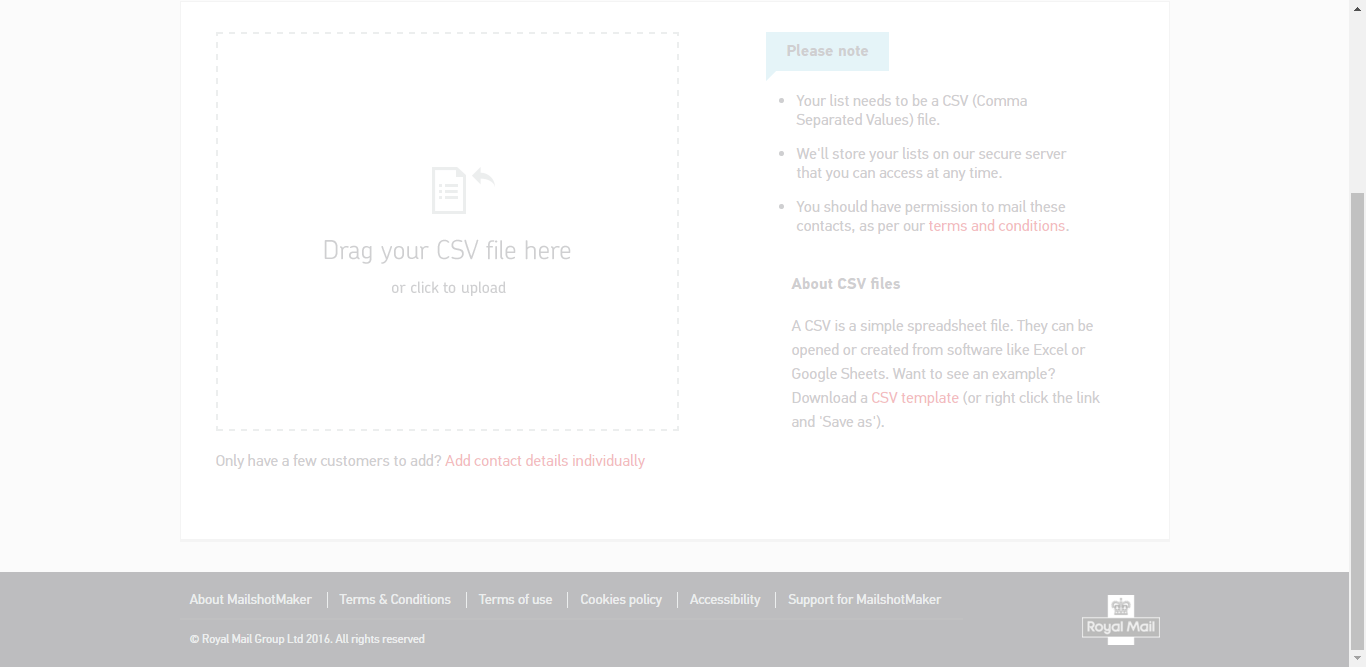 Please note
Your list needs to be a CSV (Comma
Separated Values) file.
We'll store your lists on our secure server
that you can access at any time.
You should have permission to mail these
contacts, as per our terms and conditions.
Drag your CSV file here
or click to upload
About CSV files
A CSV is a simple spreadsheet file. They can be
opened or created from software like Excel or
Google Sheets. Want to see an example?
Download a CSV template (or right click the link
and 'Save as').
Only have a few customers to add? Add contact details individually
About MailshotMaker
Terms & Conditions
Terms of use
Cookies policy
Accessibility
Support for MailshotMaker
© Royal Mail Group Ltd 2016. All rights reserved
Royal Mail